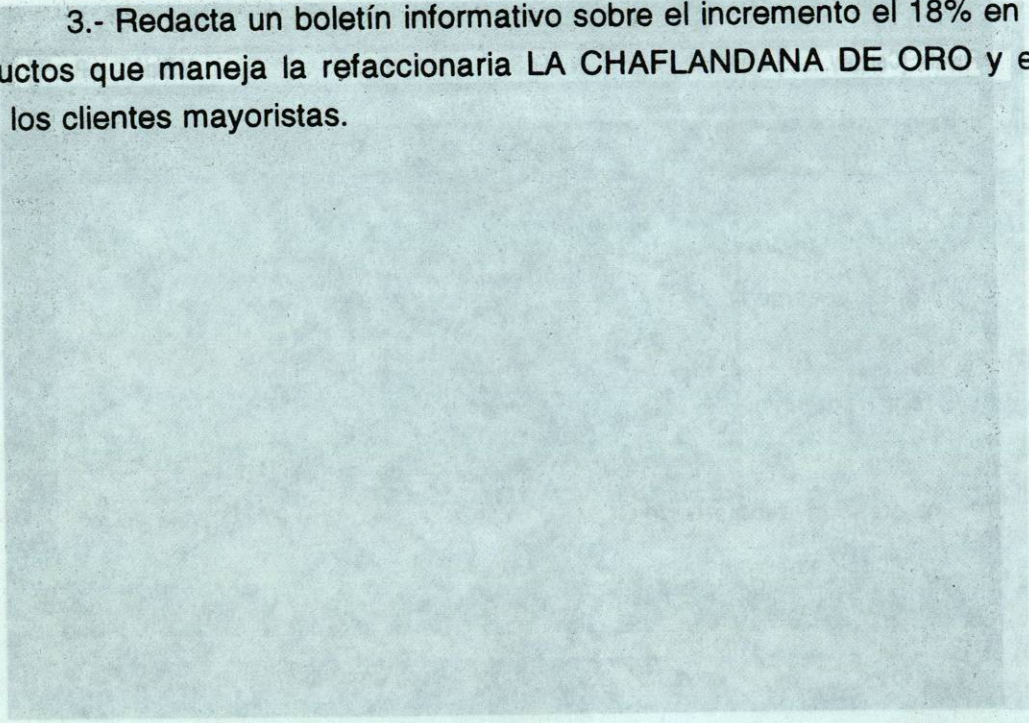 3.- Redacta un boletín informativo sobre el incremento el 18% en
uctos que maneja la refaccionaria LA CHAFLANDANA DE ORO y e
los clientes mayoristas.